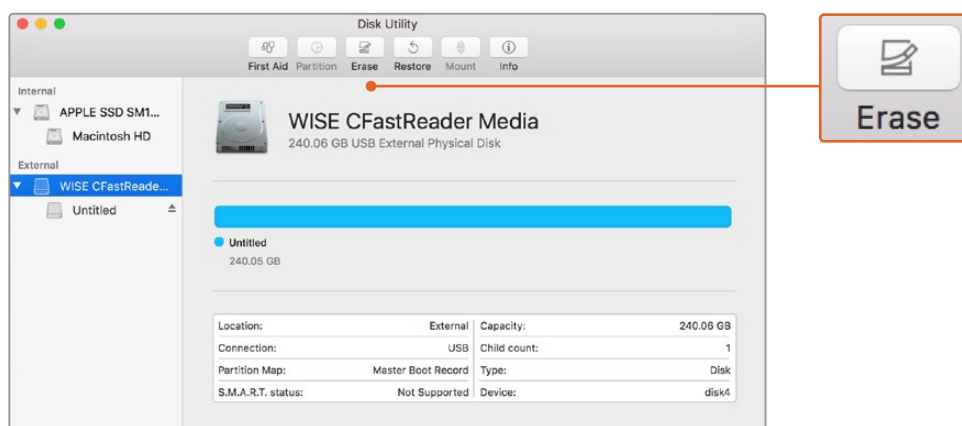 Disk Utility
First Aid Partition Erase Restore Mount Info
Erase
Internal
APPLE SSD SM1...
Macintosh HD
External
WISE CFastReade...
Untitled
WISE CFastReader Media
240.06 GB USB External Physical Disk
Untitled
240.05 GB
Location: External Capacity: 240.06 GB
Connection: USB Child count: 1
Partition Map: Master Boot Record Type: Disk
S.M.A.R.T. status: Not Supported Device: disk4